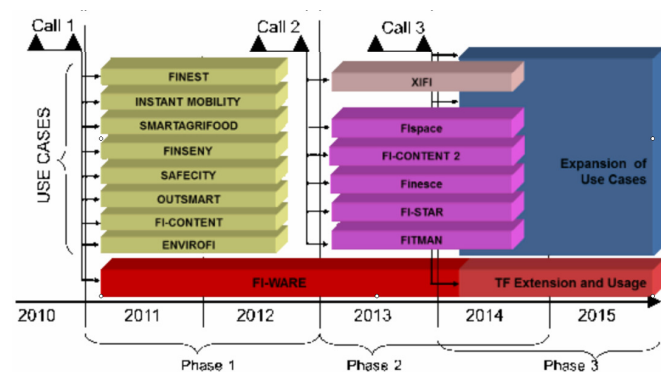 Call 1
Call 2
Call 3
USE CASES
FINEST
INSTANT MOBILITY
SMARTAGRIFOOD
FINSENY
SAFECITY
OUTSMART
FI-CONTENT
ENVIROFI
XIFI
FIspace
FI-CONTENT 2
Finesce
FI-STAR
FITMAN
Expansion of
Use Cases
FI-WARE
TF Extension and Usage
2010
2011
2012
2013
2014
2015
Phase 1
Phase 2
Phase 3